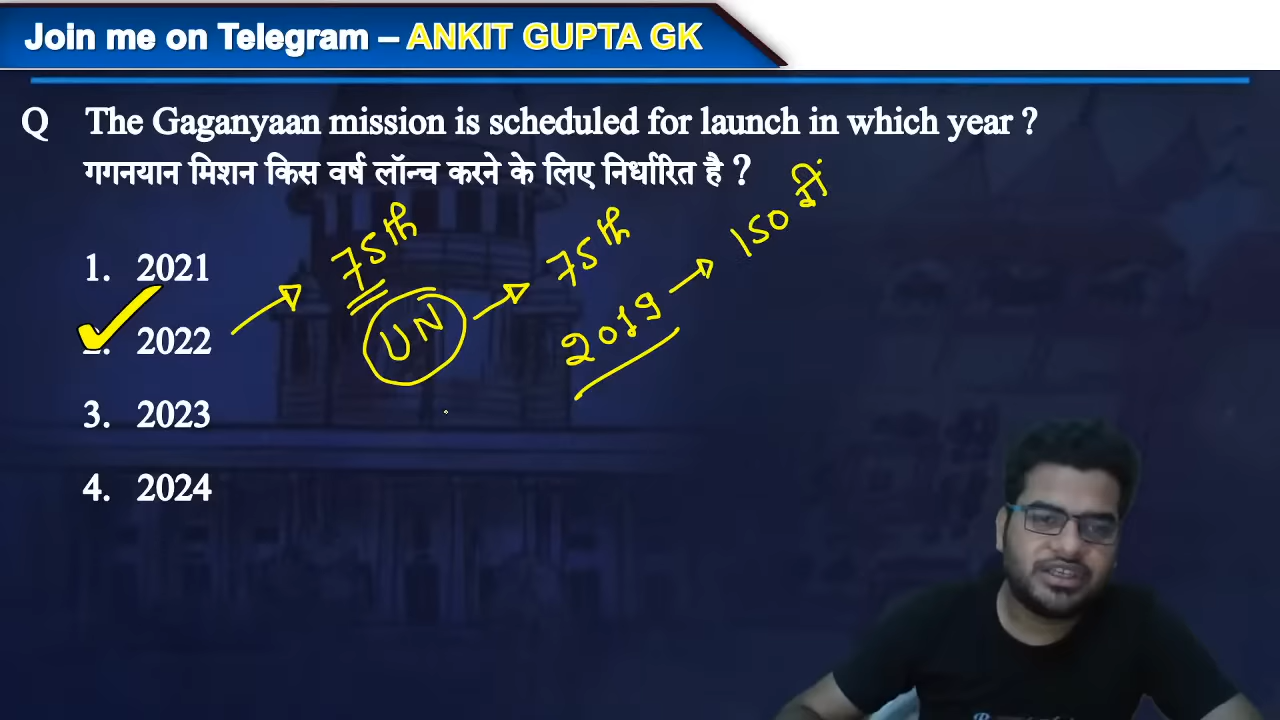 Join me on Telegram – ANKIT GUPTA GK
Q The Gaganyaan mission is scheduled for launch in which year ?
गगनयान मिशन किस वर्ष लॉन्च करने के लिए निर्धारित है ?
1. 2021
2. 2022
3. 2023
4. 2024
75th
UN
75th
2019
150 वीं